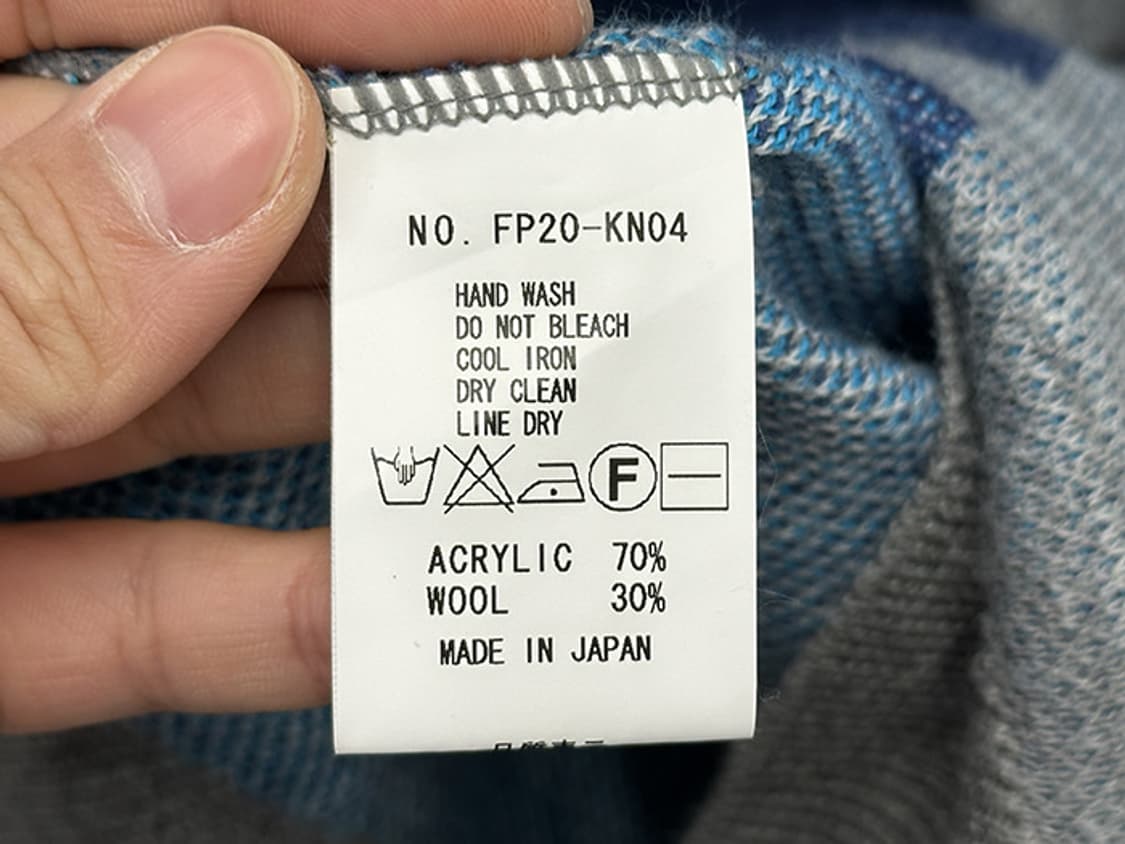 NO. FP20-KN04
HAND WASH
DO NOT BLEACH
COOL IRON
DRY CLEAN
LINE DRY
F
ACRYLIC 70%
WOOL 30%
MADE IN JAPAN